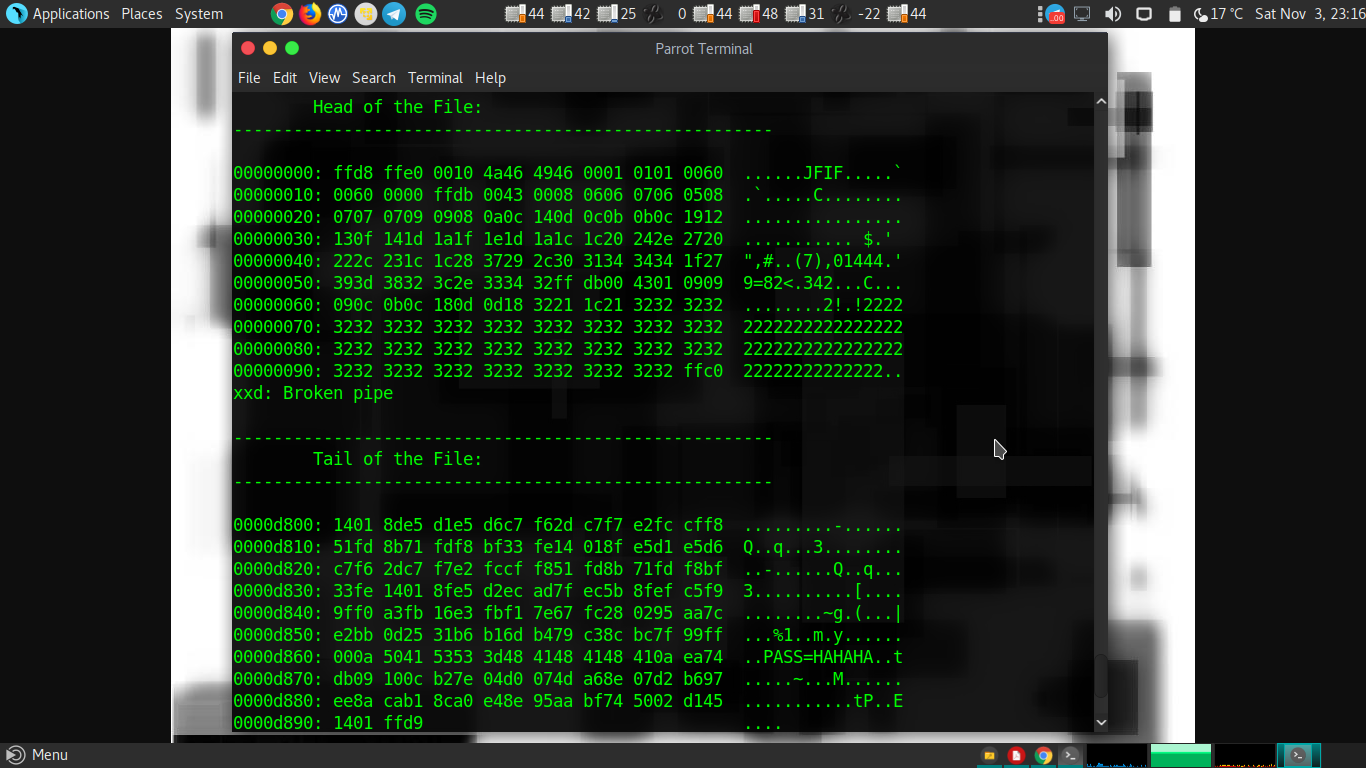 Applications Places System 44 42 25 0 44 48 31 -22 44 .00 17 °C Sat Nov 3, 23:16
Parrot Terminal
File Edit View Search Terminal Help
Head of the File:
------------------------------------------------------
00000000: ffd8 ffe0 0010 4a46 4946 0001 0101 0060 ......JFIF.....`
00000010: 0060 0000 ffdb 0043 0008 0606 0706 0508 .`.....C........
00000020: 0707 0709 0908 0a0c 140d 0c0b 0b0c 1912 ................
00000030: 130f 141d 1a1f 1e1d 1a1c 1c20 242e 2720 ........... $.'
00000040: 222c 231c 1c28 3729 2c30 3134 3434 1f27 ",#..(7),01444.'
00000050: 393d 3832 3c2e 3334 32ff db00 4301 0909 9=82<.342...C...
00000060: 090c 0b0c 180d 0d18 3221 1c21 3232 3232 ........2!.!2222
00000070: 3232 3232 3232 3232 3232 3232 3232 3232 2222222222222222
00000080: 3232 3232 3232 3232 3232 3232 3232 3232 2222222222222222
00000090: 3232 3232 3232 3232 3232 3232 3232 ffc0 22222222222222..
xxd: Broken pipe
------------------------------------------------------
Tail of the File:
------------------------------------------------------
0000d800: 1401 8de5 d1e5 d6c7 f62d c7f7 e2fc cff8 .........-......
0000d810: 51fd 8b71 fdf8 bf33 fe14 018f e5d1 e5d6 Q..q...3........
0000d820: c7f6 2dc7 f7e2 fccf f851 fd8b 71fd f8bf ..-......Q..q...
0000d830: 33fe 1401 8fe5 d2ec ad7f ec5b 8fef c5f9 3..........[....
0000d840: 9ff0 a3fb 16e3 fbf1 7e67 fc28 0295 aa7c ........~g.(...|
0000d850: e2bb 0d25 31b6 b16d b479 c38c bc7f 99ff ...%1..m.y......
0000d860: 000a 5041 5353 3d48 4148 4148 410a ea74 ..PASS=HAHAHA..t
0000d870: db09 100c b27e 04d0 074d a68e 07d2 b697 .....~...M......
0000d880: ee8a cab1 8ca0 e48e 95aa bf74 5002 d145 ...........tP..E
0000d890: 1401 ffd9 ....
Menu